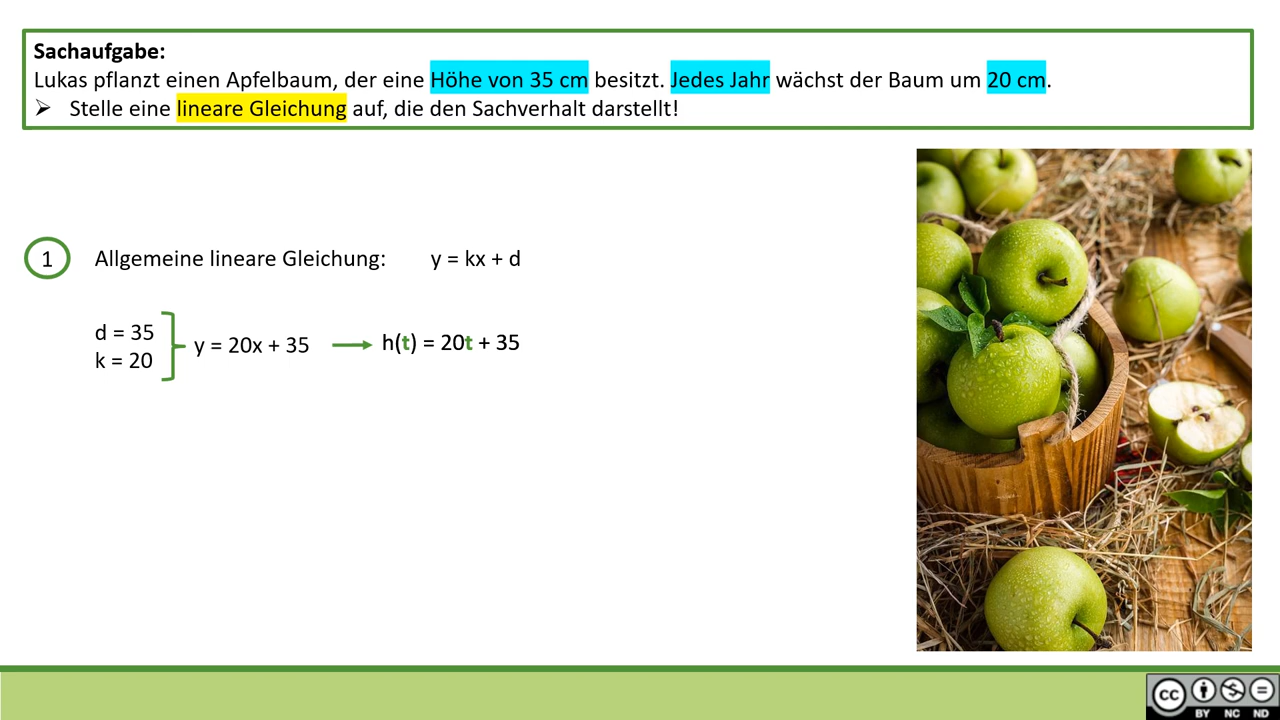 Sachaufgabe:
Lukas pflanzt einen Apfelbaum, der eine Höhe von 35 cm besitzt. Jedes Jahr wächst der Baum um 20 cm.
➢ Stelle eine lineare Gleichung auf, die den Sachverhalt darstellt!
1 Allgemeine lineare Gleichung: y = kx + d
d = 35
k = 20
y = 20x + 35 → h(t) = 20t + 35
CC BY NC ND